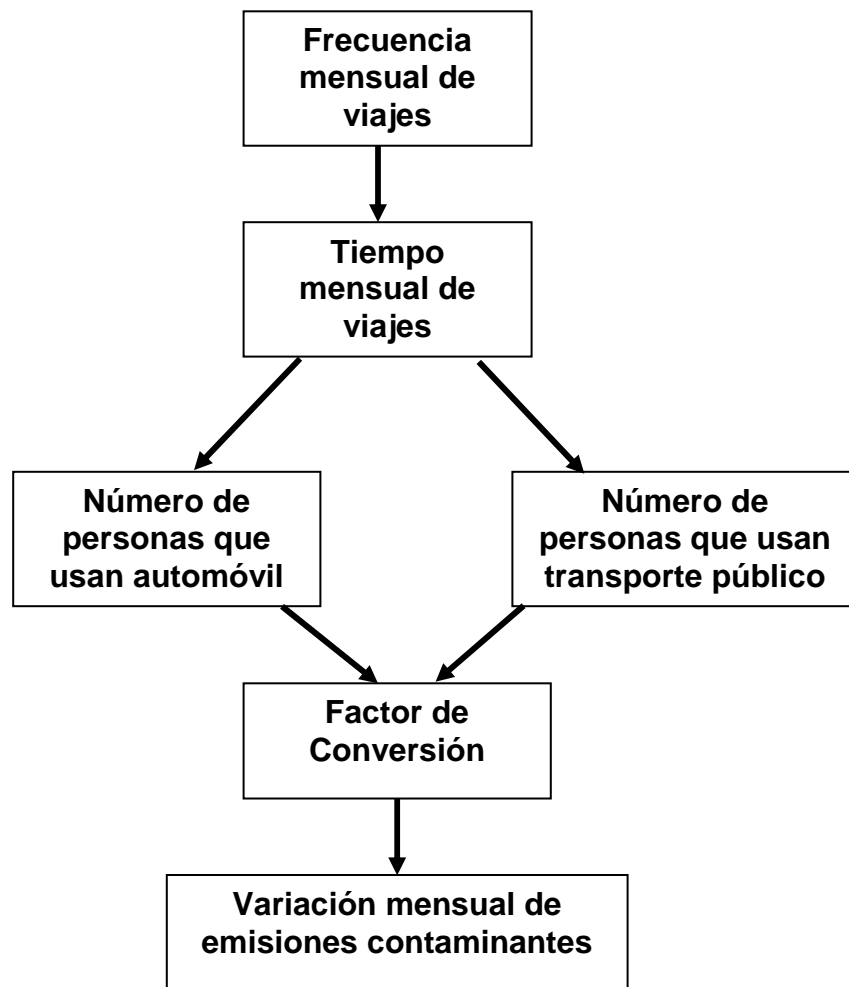 Frecuencia
mensual de
viajes
Tiempo
mensual de
viajes
Número de
personas que
usan automóvil
Número de
personas que usan
transporte público
Factor de
Conversión
Variación mensual de
emisiones contaminantes